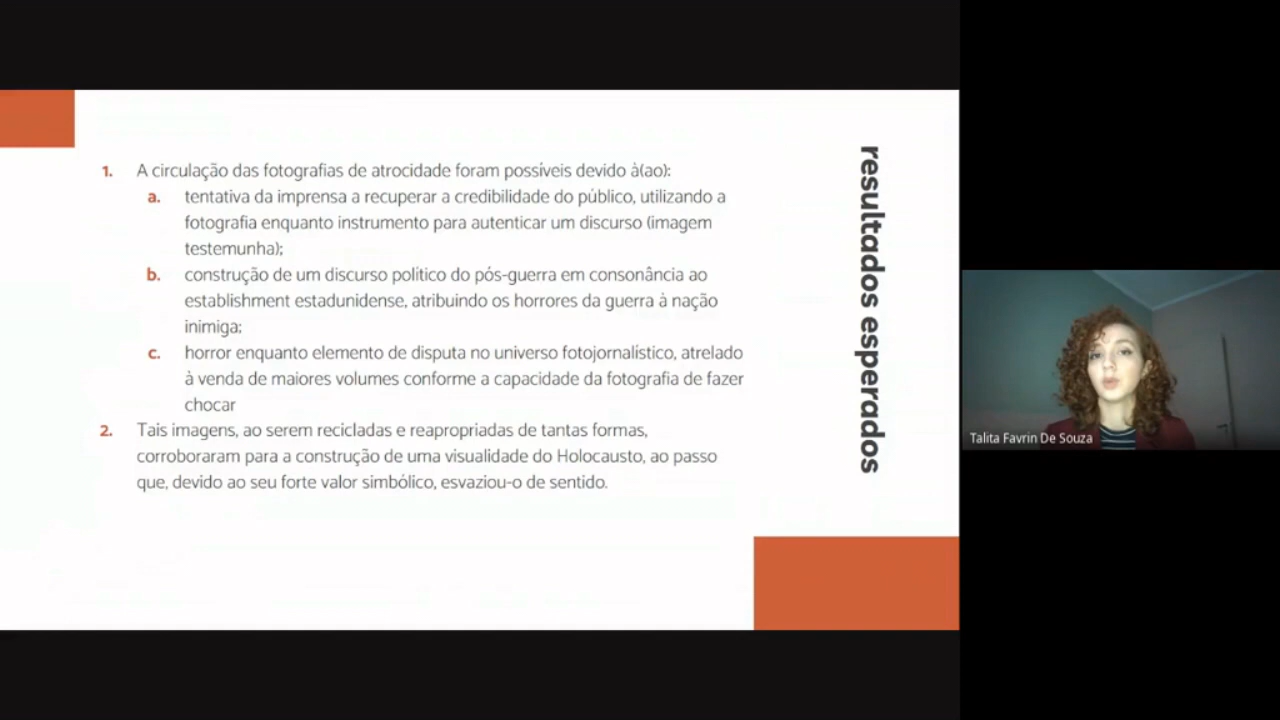 1. A circulação das fotografias de atrocidade foram possíveis devido à(ao):
a. tentativa da imprensa a recuperar a credibilidade do público, utilizando a
fotografia enquanto instrumento para autenticar um discurso (imagem
testemunha);
b. construção de um discurso político do pós-guerra em consonância ao
establishment estadunidense, atribuindo os horrores da guerra à nação
inimiga;
c. horror enquanto elemento de disputa no universo fotojornalístico, atrelado
à venda de maiores volumes conforme a capacidade da fotografia de fazer
chocar
2. Tais imagens, ao serem recicladas e reapropriadas de tantas formas,
corroboraram para a construção de uma visualidade do Holocausto, ao passo
que, devido ao seu forte valor simbólico, esvaziou-o de sentido.
resultados esperados
Talita Favrin De Souza